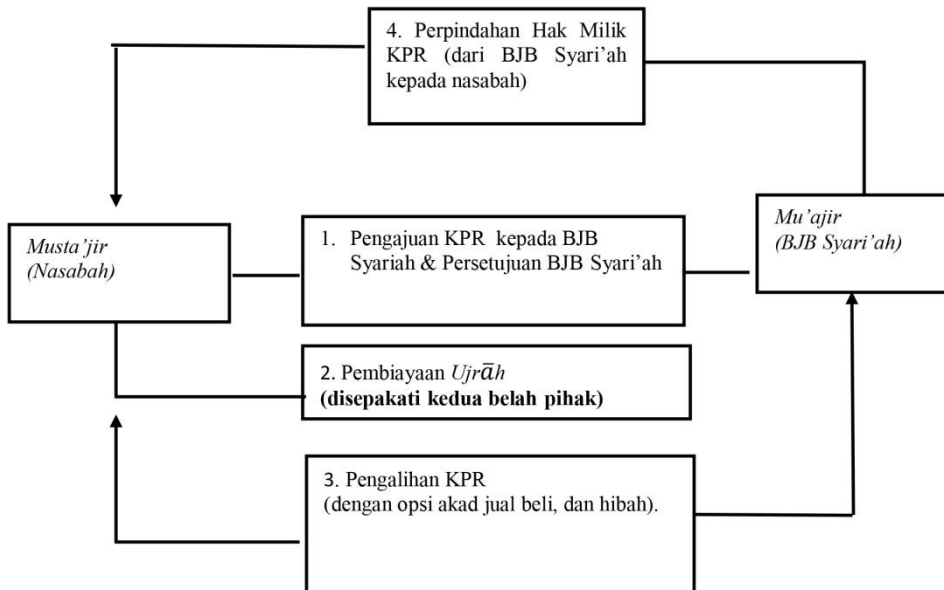 4. Perpindahan Hak Milik
KPR (dari BJB Syari’ah
kepada nasabah)
Musta’jir
(Nasabah)
1. Pengajuan KPR kepada BJB
Syariah & Persetujuan BJB Syari’ah
Mu’ajir
(BJB Syari’ah)
2. Pembiayaan Ujrāh
(disepakati kedua belah pihak)
3. Pengalihan KPR
(dengan opsi akad jual beli, dan hibah).